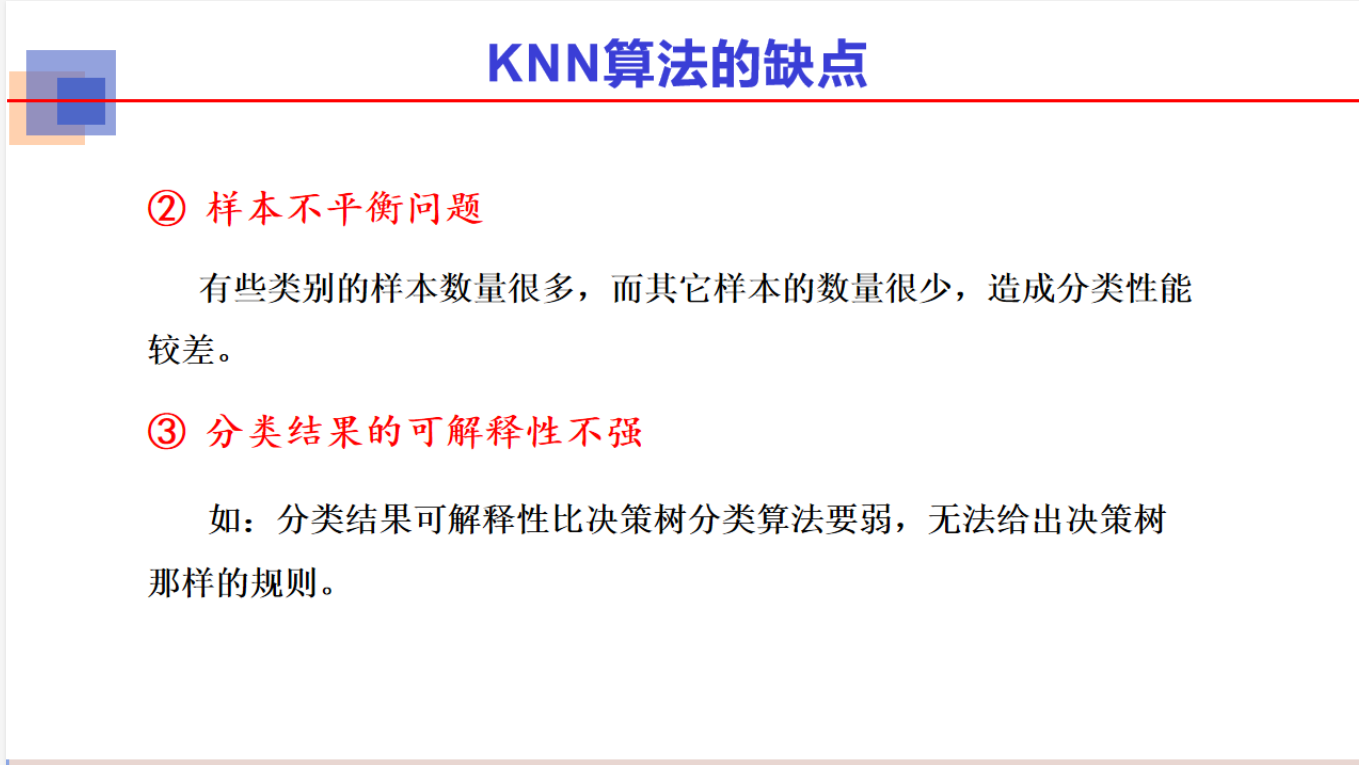 KNN算法的缺点
② 样本不平衡问题
有些类别的样本数量很多，而其它样本的数量很少，造成分类性能
较差。
③ 分类结果的可解释性不强
如：分类结果可解释性比决策树分类算法要弱，无法给出决策树
那样的规则。